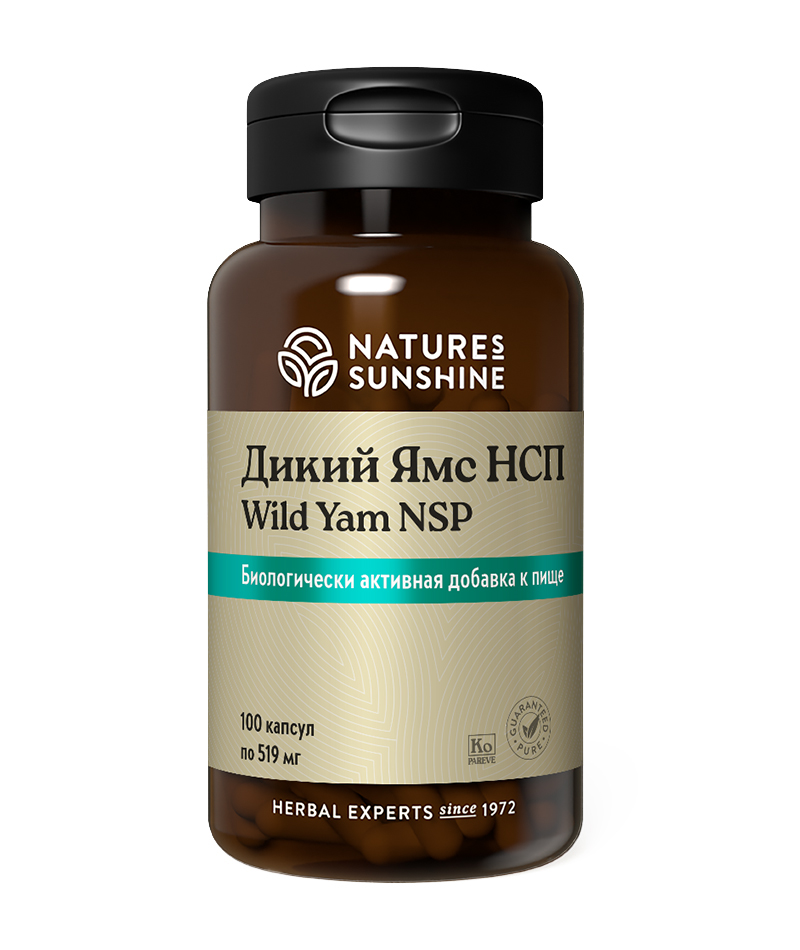 NATURES
SUNSHINE
Дикий Ямс НСП
Wild Yam NSP
Биологически активная добавка к пище
100 капсул
по 519 мг
Ko
PAREVE
GUARANTEED
PURE
HERBAL EXPERTS since 1972